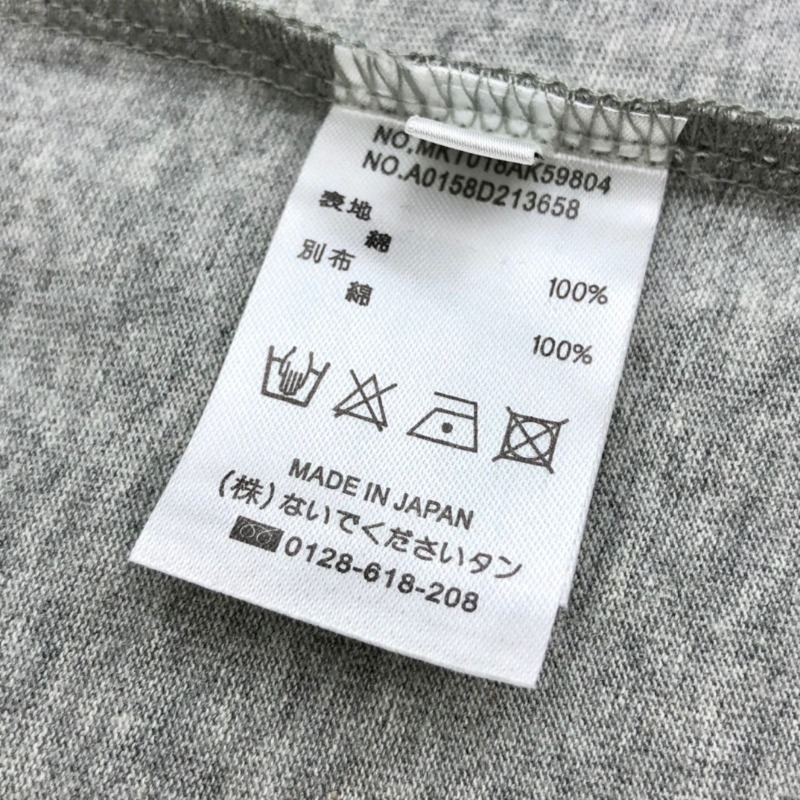 NO.MKT018AK59804
NO.A0158D213658
表地
綿 100%
別布
綿 100%
MADE IN JAPAN
(株)ないでくださいタン
0128-618-208